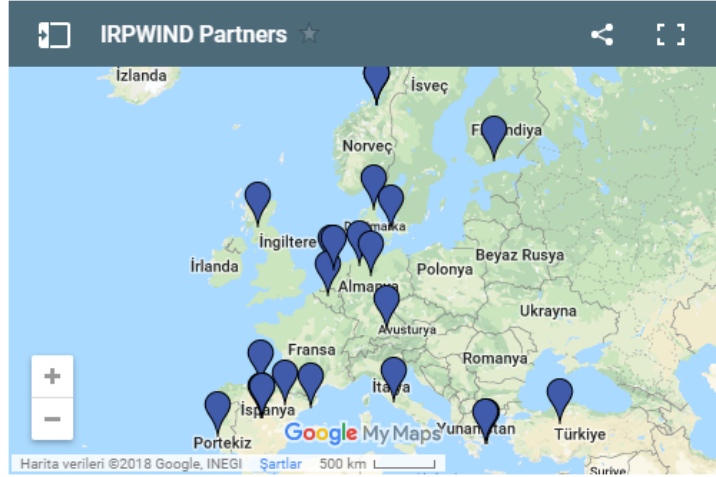 IRPWIND Partners
İzlanda
İsveç
Norveç
İngiltere
İrlanda
Polonya
Beyaz Rusya
Almanya
Ukrayna
Avusturya
Fransa
Romanya
İspanya
Portekiz
Türkiye
Google My Maps
Harita verileri ©2018 Google, INEGI Şartlar 500 km
Suriye
+
−